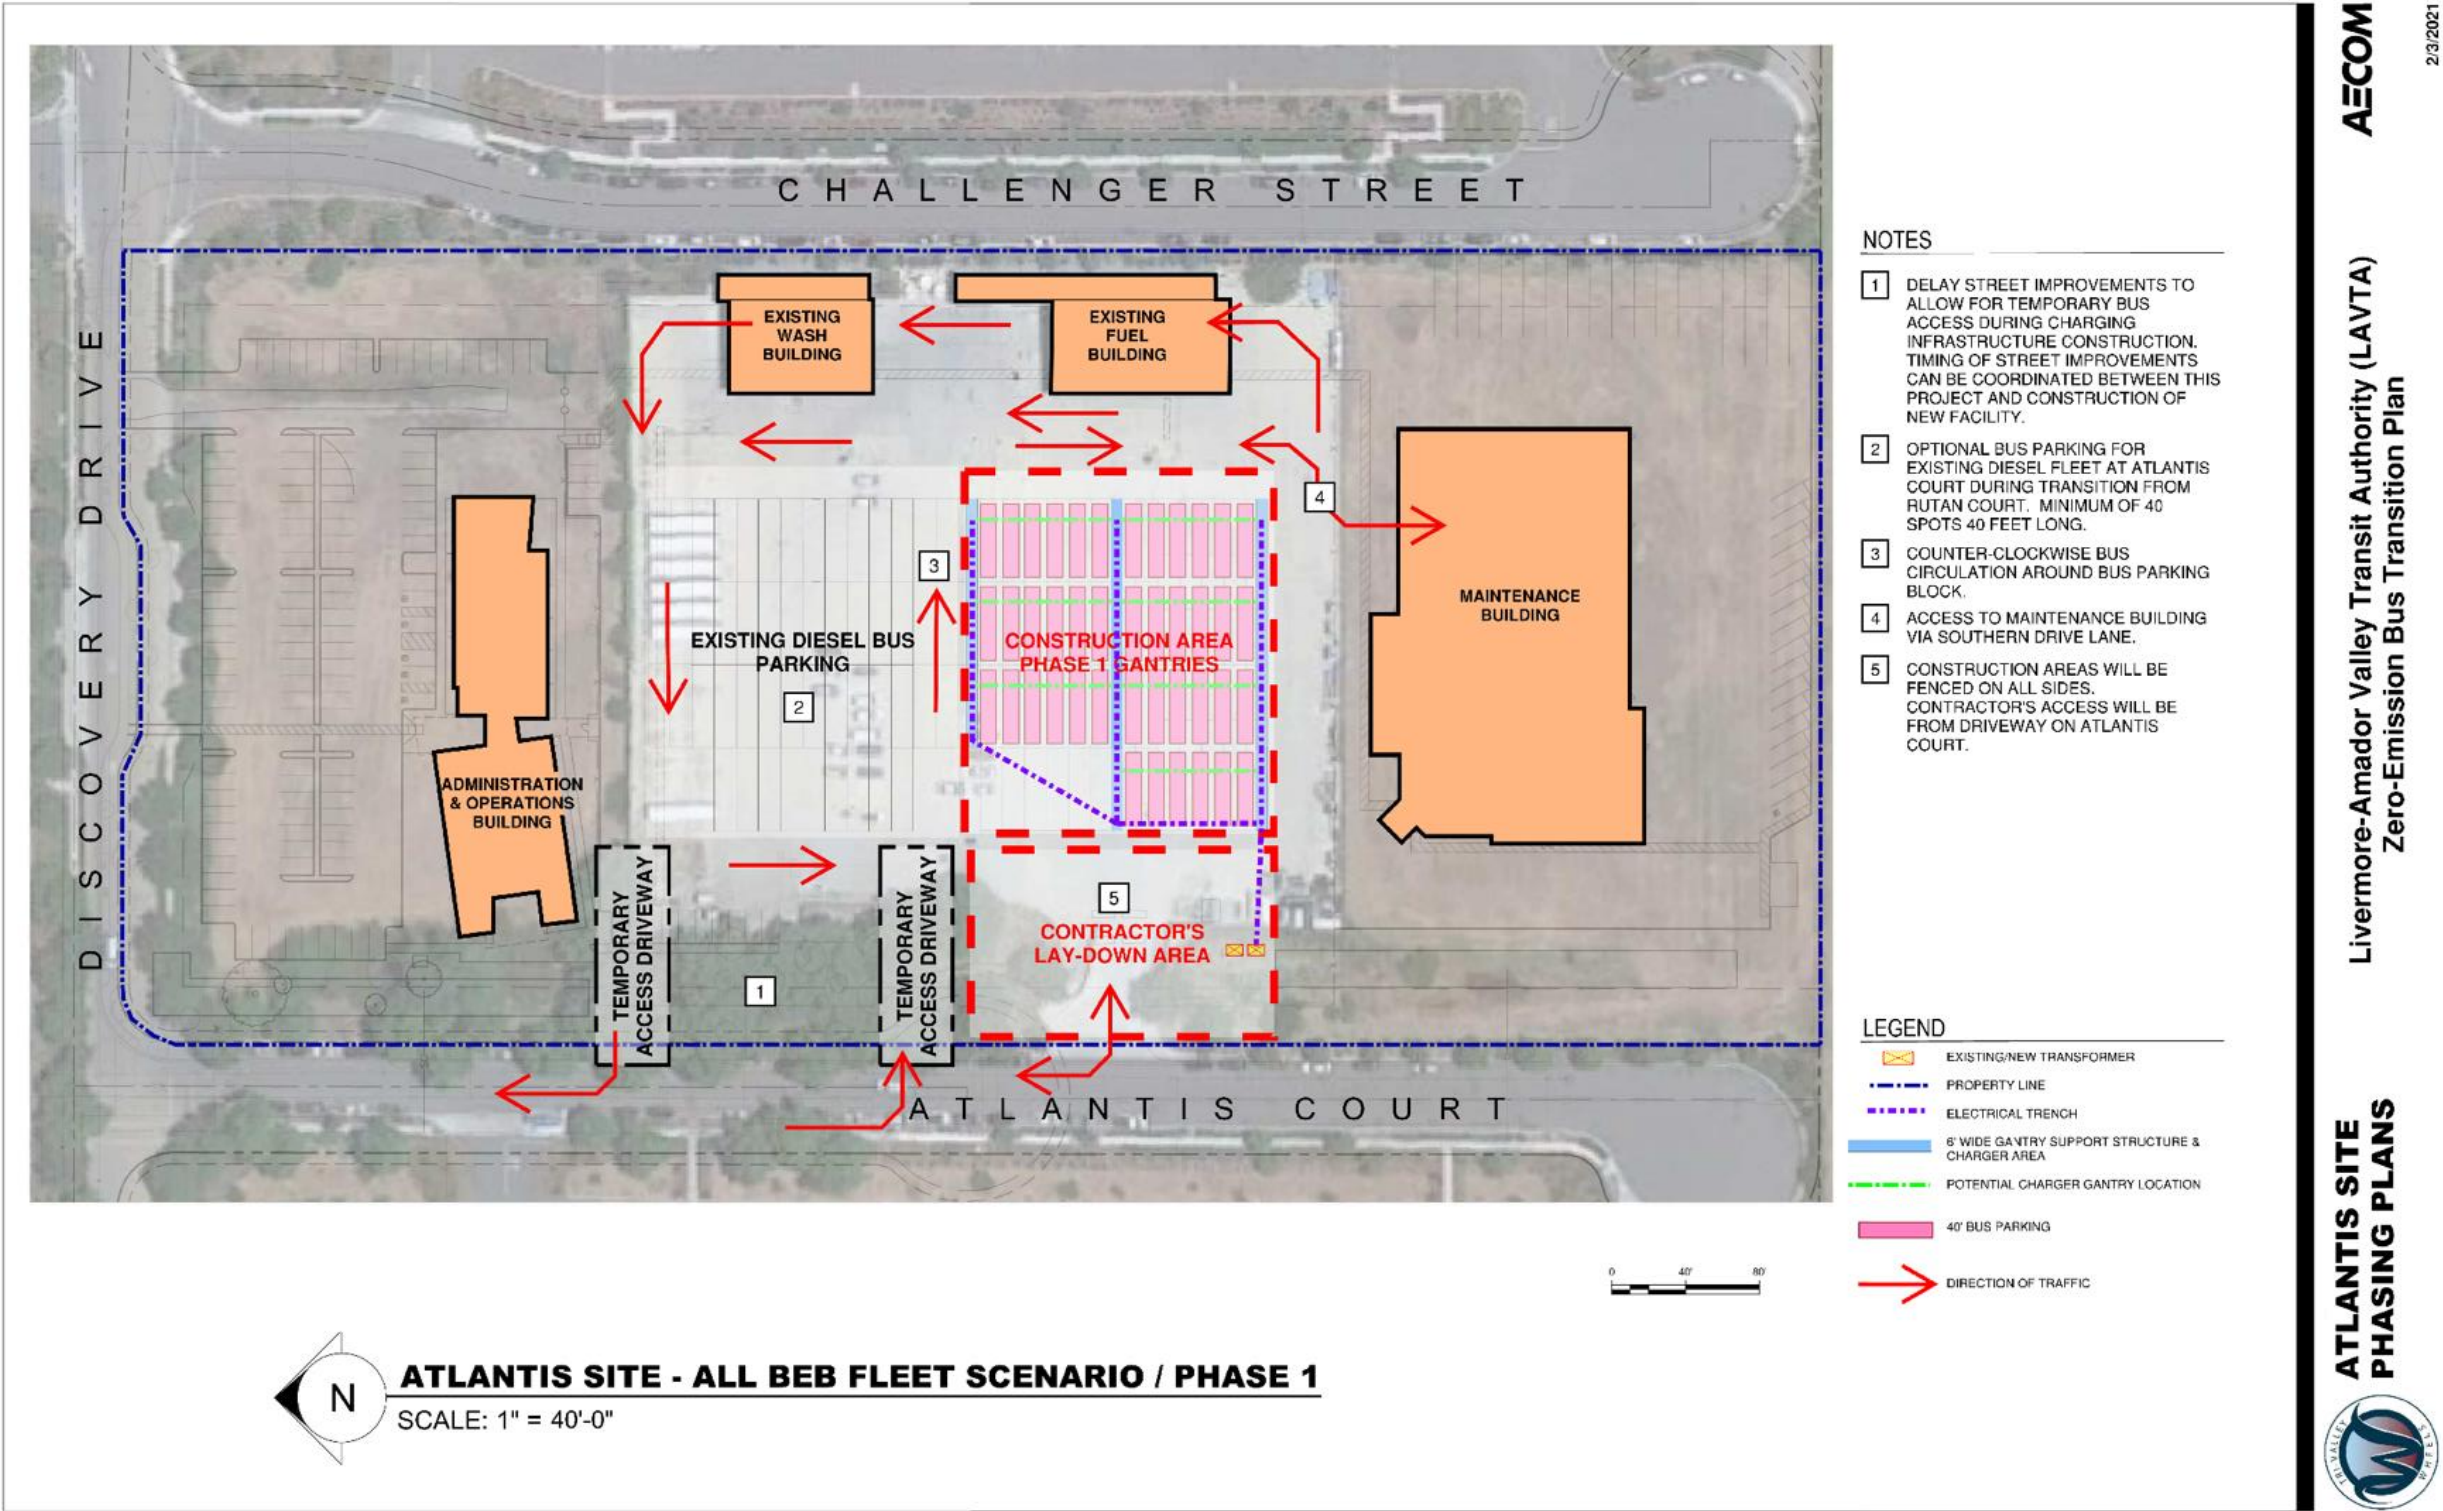 CHALLENGER STREET
DISCOVERY DRIVE
EXISTING
WASH
BUILDING
EXISTING
FUEL
BUILDING
4
3
MAINTENANCE
BUILDING
EXISTING DIESEL BUS
PARKING
2
CONSTRUCTION AREA
PHASE 1 GANTRIES
ADMINISTRATION
& OPERATIONS
BUILDING
TEMPORARY
ACCESS DRIVEWAY
TEMPORARY
ACCESS DRIVEWAY
1
5
CONTRACTOR'S
LAY-DOWN AREA
ATLANTIS COURT
NOTES
1 DELAY STREET IMPROVEMENTS TO
ALLOW FOR TEMPORARY BUS
ACCESS DURING CHARGING
INFRASTRUCTURE CONSTRUCTION.
TIMING OF STREET IMPROVEMENTS
CAN BE COORDINATED BETWEEN THIS
PROJECT AND CONSTRUCTION OF
NEW FACILITY.
2 OPTIONAL BUS PARKING FOR
EXISTING DIESEL FLEET AT ATLANTIS
COURT DURING TRANSITION FROM
RUTAN COURT. MINIMUM OF 40
SPOTS 40 FEET LONG.
3 COUNTER-CLOCKWISE BUS
CIRCULATION AROUND BUS PARKING
BLOCK.
4 ACCESS TO MAINTENANCE BUILDING
VIA SOUTHERN DRIVE LANE.
5 CONSTRUCTION AREAS WILL BE
FENCED ON ALL SIDES.
CONTRACTOR'S ACCESS WILL BE
FROM DRIVEWAY ON ATLANTIS
COURT.
LEGEND
EXISTING/NEW TRANSFORMER
PROPERTY LINE
ELECTRICAL TRENCH
6' WIDE GANTRY SUPPORT STRUCTURE &
CHARGER AREA
POTENTIAL CHARGER GANTRY LOCATION
40' BUS PARKING
DIRECTION OF TRAFFIC
0 40' 80'
N
ATLANTIS SITE - ALL BEB FLEET SCENARIO / PHASE 1
SCALE: 1" = 40'-0"
AECOM
2/3/2021
Livermore-Amador Valley Transit Authority (LAVTA)
Zero-Emission Bus Transition Plan
ATLANTIS SITE
PHASING PLANS
TRI-VALLEY
WHEELS